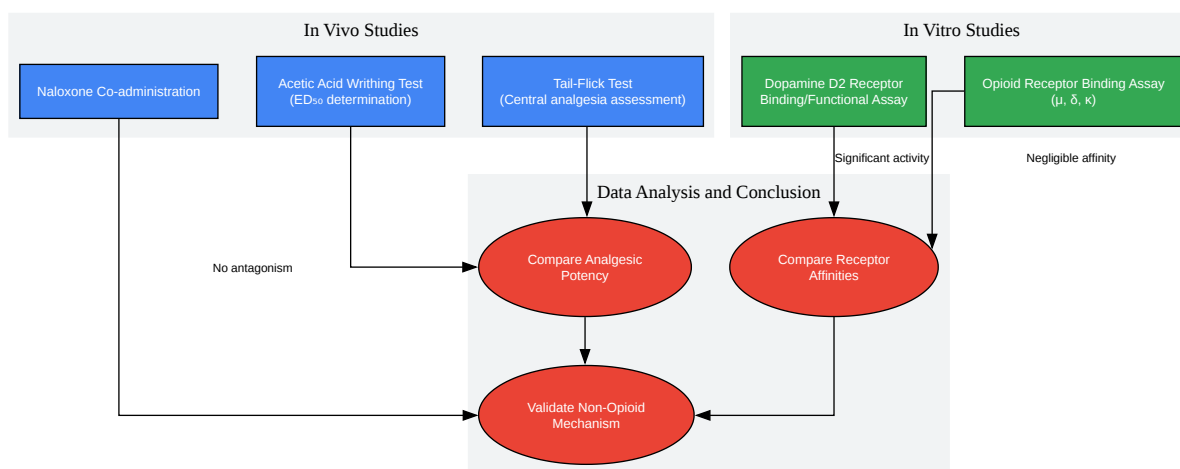 In Vivo Studies
In Vitro Studies
Naloxone Co-administration
Acetic Acid Writhing Test
(ED₅₀ determination)
Tail-Flick Test
(Central analgesia assessment)
Dopamine D2 Receptor
Binding/Functional Assay
Opioid Receptor Binding Assay
(μ, δ, κ)
Significant activity
Negligible affinity
Data Analysis and Conclusion
No antagonism
Compare Analgesic
Potency
Compare Receptor
Affinities
Validate Non-Opioid
Mechanism